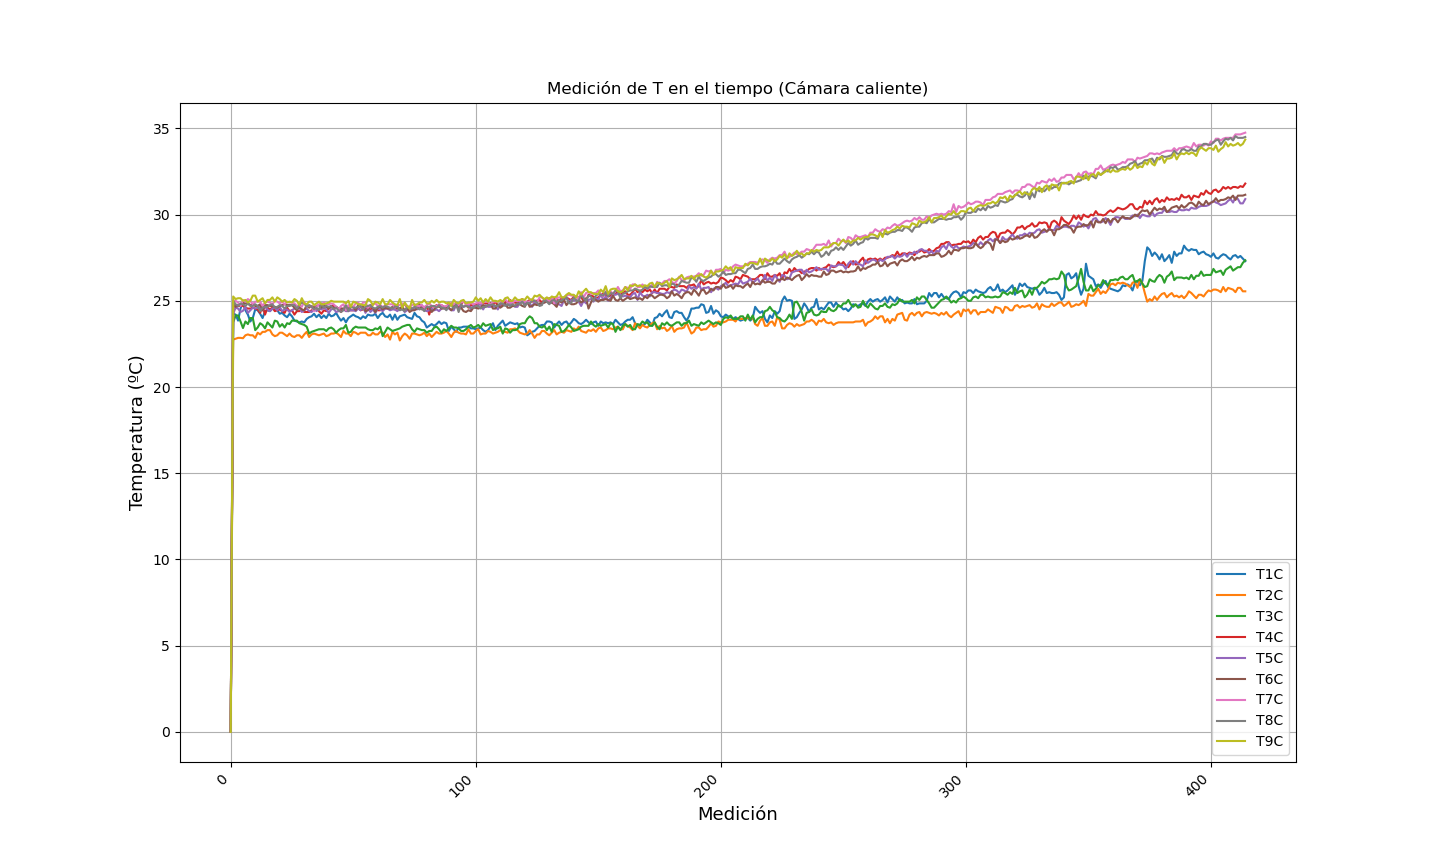 Medición de T en el tiempo (Cámara caliente)
Temperatura (ºC)
35
30
25
20
15
10
5
0
0
100
200
300
400
Medición
T1C
T2C
T3C
T4C
T5C
T6C
T7C
T8C
T9C